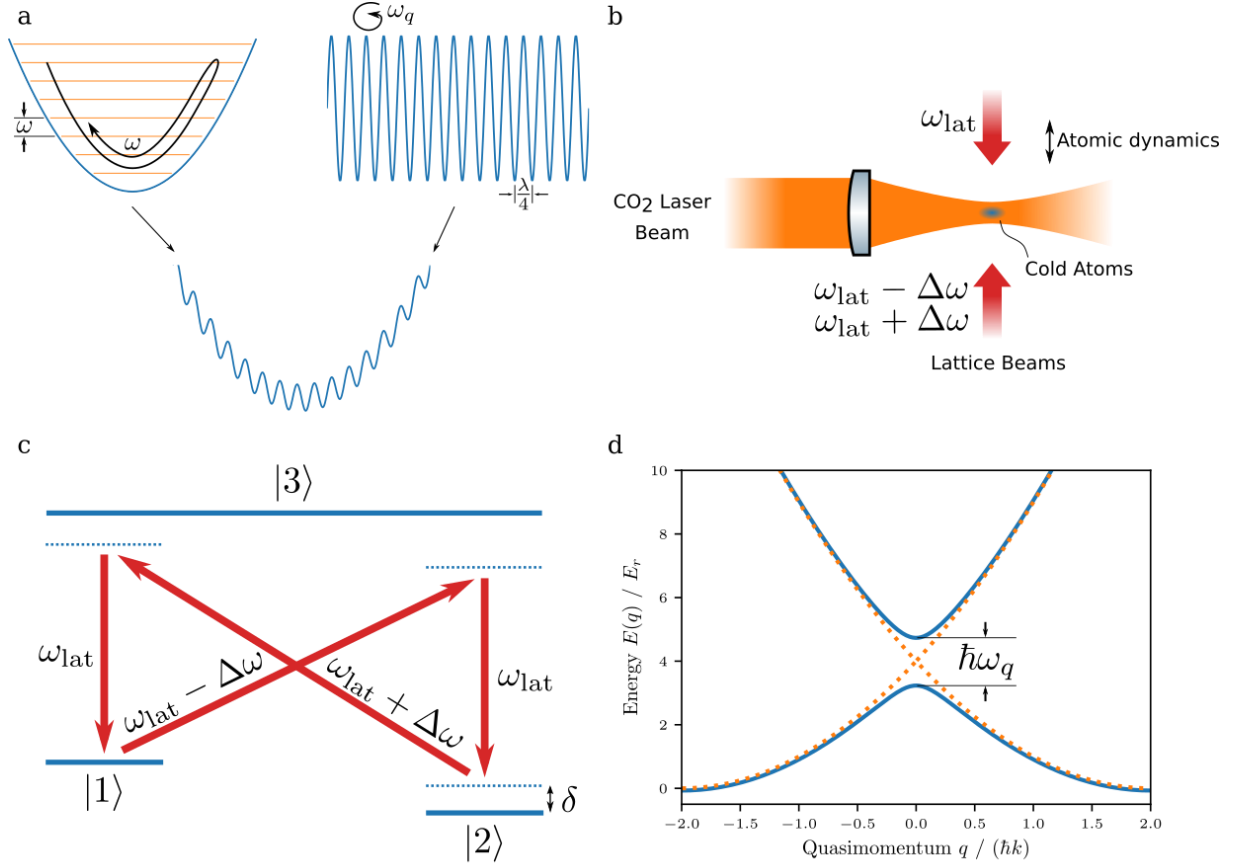 a
ω_q
ω
ω
λ/4
b
ω_lat
Atomic dynamics
CO₂ Laser
Beam
Cold Atoms
ω_lat − Δω
ω_lat + Δω
Lattice Beams
c
|3⟩
ω_lat
ω_lat − Δω
ω_lat + Δω
ω_lat
|1⟩
δ
|2⟩
d
10
8
6
4
2
0
Energy E(q) / E_r
ℏω_q
−2.0 −1.5 −1.0 −0.5 0.0 0.5 1.0 1.5 2.0
Quasimomentum q / (ℏk)